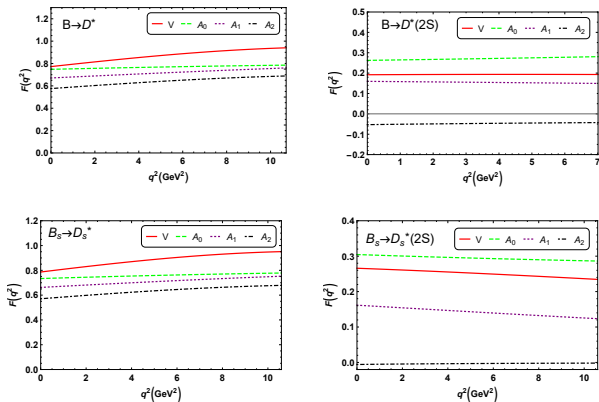 B→D*
V A₀ A₁ A₂
F(q²)
1.2
1.0
0.8
0.6
0.4
0.2
0.0
0 2 4 6 8 10
q²(GeV²)
B→D*(2S)
V A₀ A₁ A₂
F(q²)
0.5
0.4
0.3
0.2
0.1
0.0
-0.1
-0.2
0 1 2 3 4 5 6 7
q²(GeV²)
Bₛ→Dₛ*
V A₀ A₁ A₂
F(q²)
1.2
1.0
0.8
0.6
0.4
0.2
0.0
0 2 4 6 8 10
q²(GeV²)
Bₛ→Dₛ*(2S)
V A₀ A₁ A₂
F(q²)
0.4
0.3
0.2
0.1
0.0
0 2 4 6 8 10
q²(GeV²)